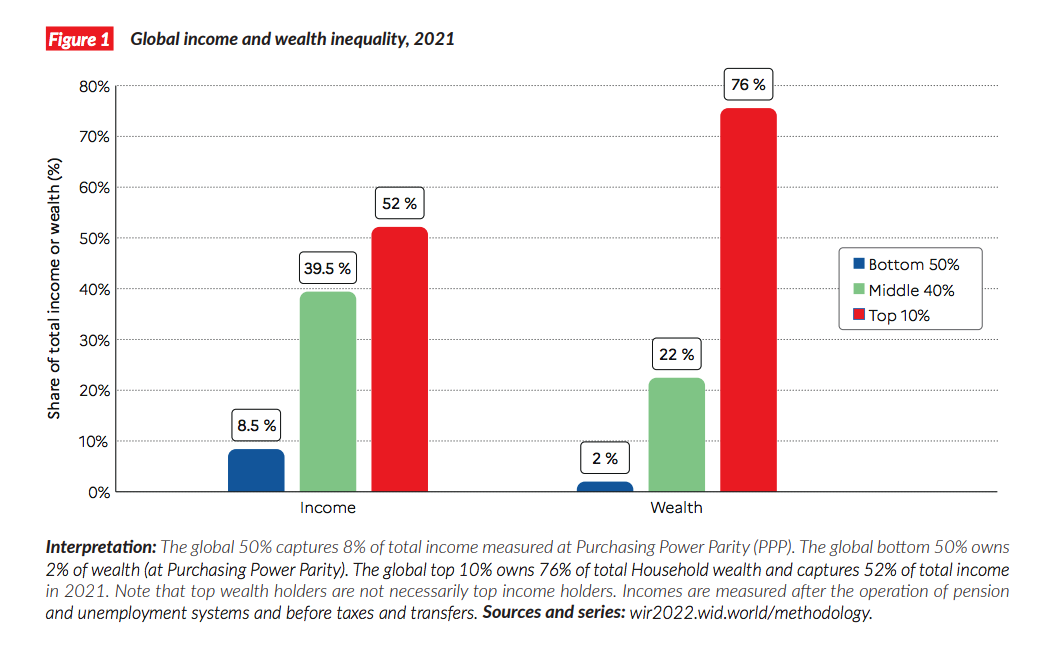 Figure 1 Global income and wealth inequality, 2021
80%
70%
60%
50%
40%
30%
20%
10%
0%
Share of total income or wealth (%)
8.5 %
39.5 %
52 %
2 %
22 %
76 %
Income
Wealth
Bottom 50%
Middle 40%
Top 10%
Interpretation: The global 50% captures 8% of total income measured at Purchasing Power Parity (PPP). The global bottom 50% owns
2% of wealth (at Purchasing Power Parity). The global top 10% owns 76% of total Household wealth and captures 52% of total income
in 2021. Note that top wealth holders are not necessarily top income holders. Incomes are measured after the operation of pension
and unemployment systems and before taxes and transfers. Sources and series: wir2022.wid.world/methodology.